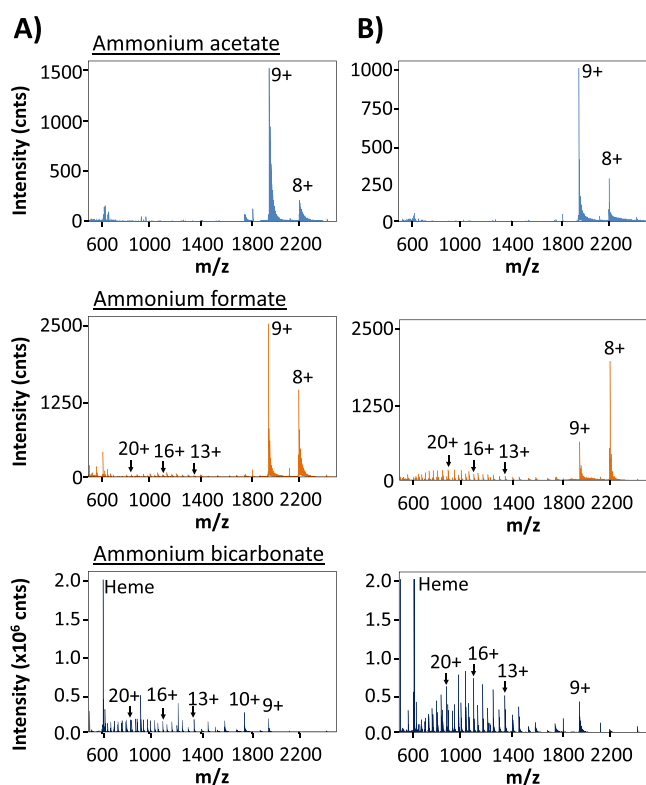 A)
B)
Ammonium acetate
Intensity (cnts)
1500
1000
500
0
9+
8+
600 1000 1400 1800 2200
m/z
1000
750
500
250
0
9+
8+
600 1000 1400 1800 2200
m/z
Ammonium formate
Intensity (cnts)
2500
1250
0
20+ 16+ 13+
9+
8+
600 1000 1400 1800 2200
m/z
2500
1250
0
20+ 16+ 13+
9+
8+
600 1000 1400 1800 2200
m/z
Ammonium bicarbonate
Intensity (x10⁶ cnts)
2.0
1.5
1.0
0.5
0
Heme
20+ 16+ 13+ 10+ 9+
600 1000 1400 1800 2200
m/z
2.0
1.5
1.0
0.5
0
Heme
20+ 16+ 13+
9+
600 1000 1400 1800 2200
m/z